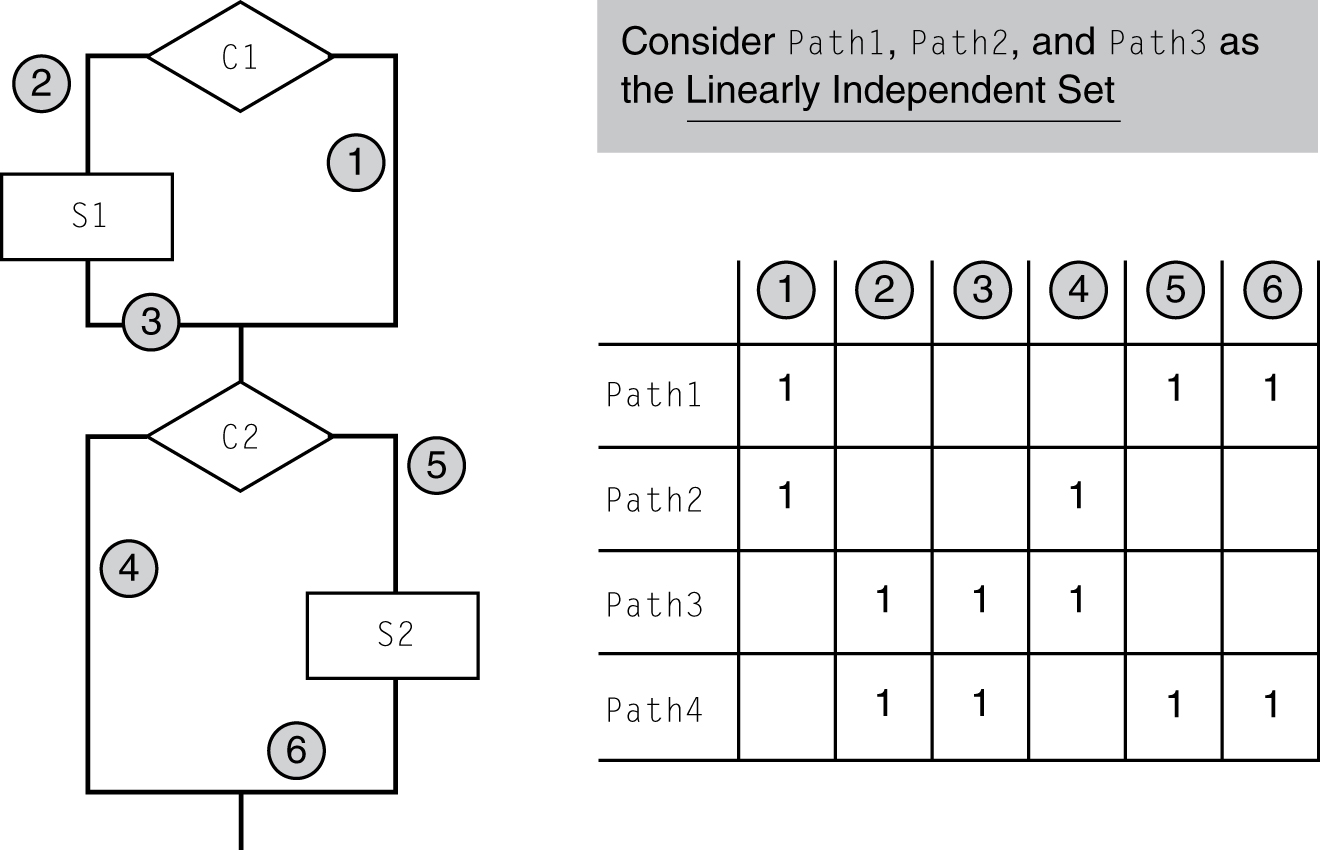 C1
2
1
S1
3
C2
5
4
S2
6
Consider Path1, Path2, and Path3 as
the Linearly Independent Set
1 2 3 4 5 6
Path1 1 1 1
Path2 1 1
Path3 1 1 1
Path4 1 1 1 1